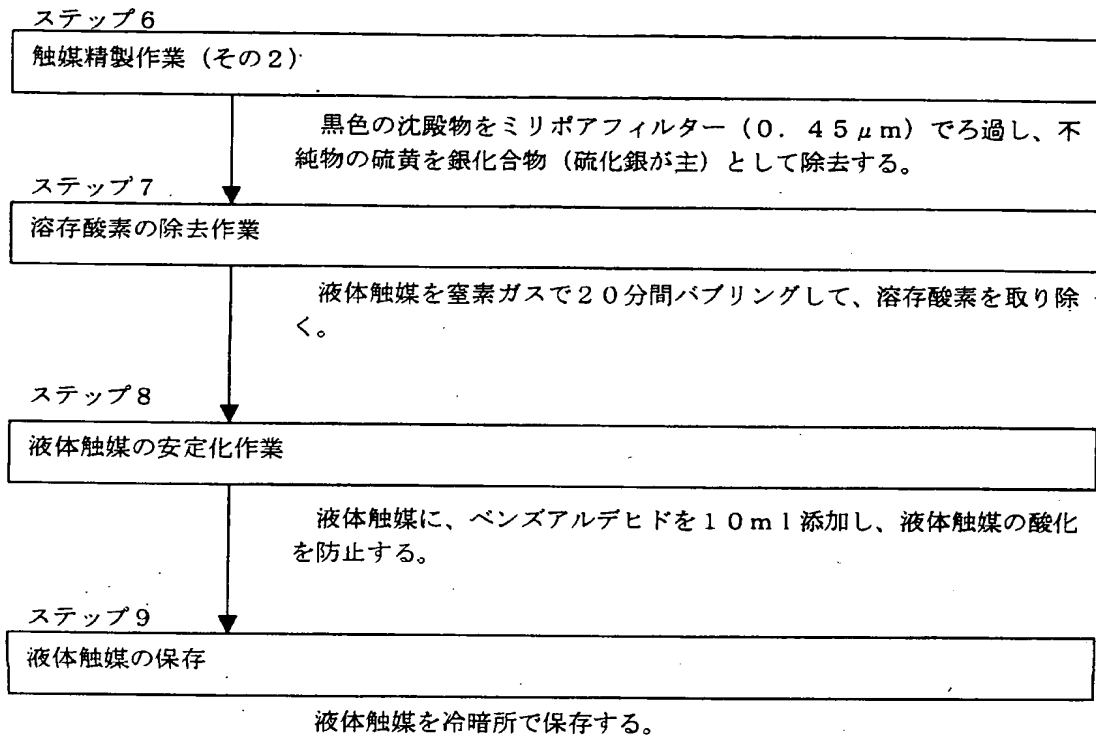 ステップ6
触媒精製作業（その2）
黒色の沈殿物をミリポアフィルター（0．45μm）でろ過し、不
純物の硫黄を銀化合物（硫化銀が主）として除去する。
ステップ7
溶存酸素の除去作業
液体触媒を窒素ガスで20分間バブリングして、溶存酸素を取り除
く。
ステップ8
液体触媒の安定化作業
液体触媒に、ベンズアルデヒドを10ml添加し、液体触媒の酸化
を防止する。
ステップ9
液体触媒の保存
液体触媒を冷暗所で保存する。